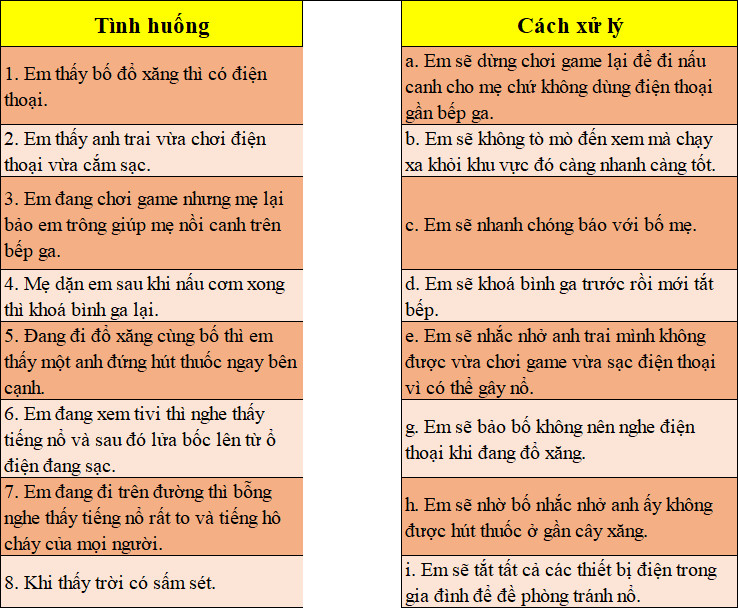 Tình huống
Cách xử lý
1. Em thấy bố đổ xăng thì có điện
thoại.
a. Em sẽ dừng chơi game lại để đi nấu
canh cho mẹ chứ không dùng điện thoại
gần bếp ga.
2. Em thấy anh trai vừa chơi điện
thoại vừa cắm sạc.
b. Em sẽ không tò mò đến xem mà chạy
xa khỏi khu vực đó càng nhanh càng tốt.
3. Em đang chơi game nhưng mẹ lại
bảo em trông giúp mẹ nồi canh trên
bếp ga.
c. Em sẽ nhanh chóng báo với bố mẹ.
4. Mẹ dặn em sau khi nấu cơm xong
thì khoá bình ga lại.
d. Em sẽ khoá bình ga trước rồi mới tắt
bếp.
5. Đang đi đổ xăng cùng bố thì em
thấy một anh đứng hút thuốc ngay bên
cạnh.
e. Em sẽ nhắc nhở anh trai mình không
được vừa chơi game vừa sạc điện thoại
vì có thể gây nổ.
6. Em đang xem tivi thì nghe thấy
tiếng nổ và sau đó lửa bốc lên từ ổ
điện đang sạc.
g. Em sẽ bảo bố không nên nghe điện
thoại khi đang đổ xăng.
7. Em đang đi trên đường thì bỗng
nghe thấy tiếng nổ rất to và tiếng hô
cháy của mọi người.
h. Em sẽ nhờ bố nhắc nhở anh ấy không
được hút thuốc ở gần cây xăng.
8. Khi thấy trời có sấm sét.
i. Em sẽ tắt tất cả các thiết bị điện trong
gia đình để đề phòng tránh nổ.